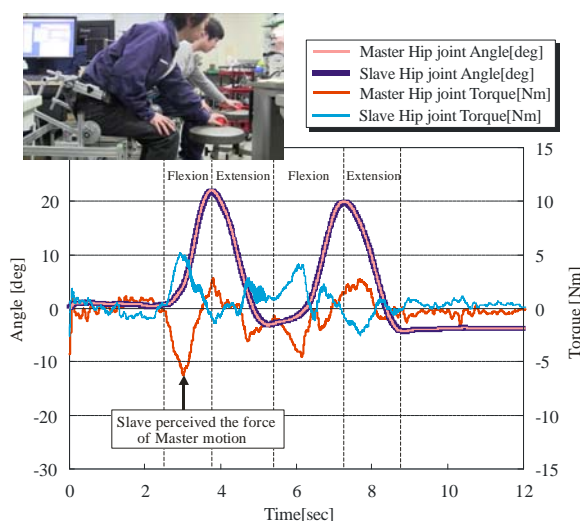 Master Hip joint Angle[deg]
Slave Hip joint Angle[deg]
Master Hip joint Torque[Nm]
Slave Hip joint Torque[Nm]
Flexion
Extension
Flexion
Extension
20
10
0
-10
-20
-30
Angle [deg]
15
10
5
0
-5
-10
-15
Torque [Nm]
Slave perceived the force
of Master motion
0
2
4
6
8
10
12
Time[sec]